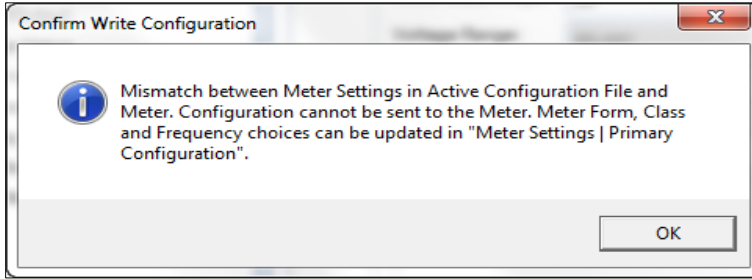 Confirm Write Configuration
Mismatch between Meter Settings in Active Configuration File and
Meter. Configuration cannot be sent to the Meter. Meter Form, Class
and Frequency choices can be updated in "Meter Settings | Primary
Configuration".
OK